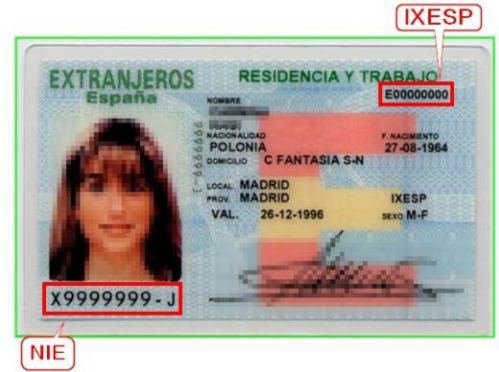 IXESP
EXTRANJEROS
España
RESIDENCIA Y TRABAJO
E00000000
NOMBRE
NACIONALIDAD
F. NACIMIENTO
POLONIA
27-08-1964
DOMICILIO C FANTASIA S-N
LOCAL MADRID
PROV. MADRID
IXESP
VAL. 26-12-1996
SEXO M-F
X9999999-J
NIE